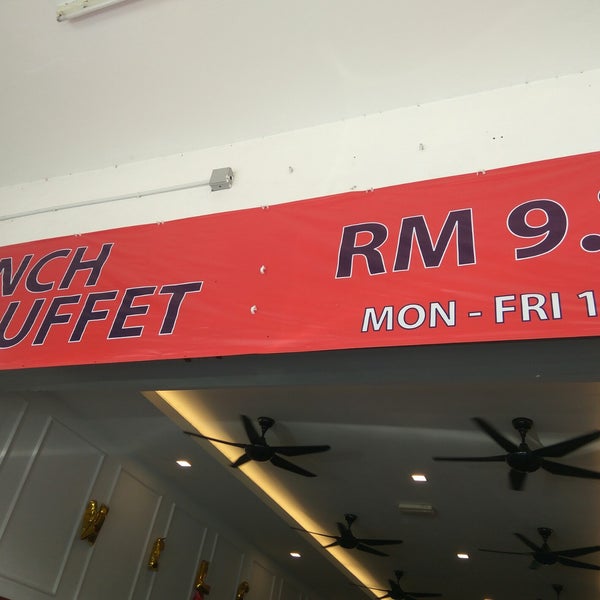 NCH
UFFET
RM 9.
MON - FRI 1
W E L C